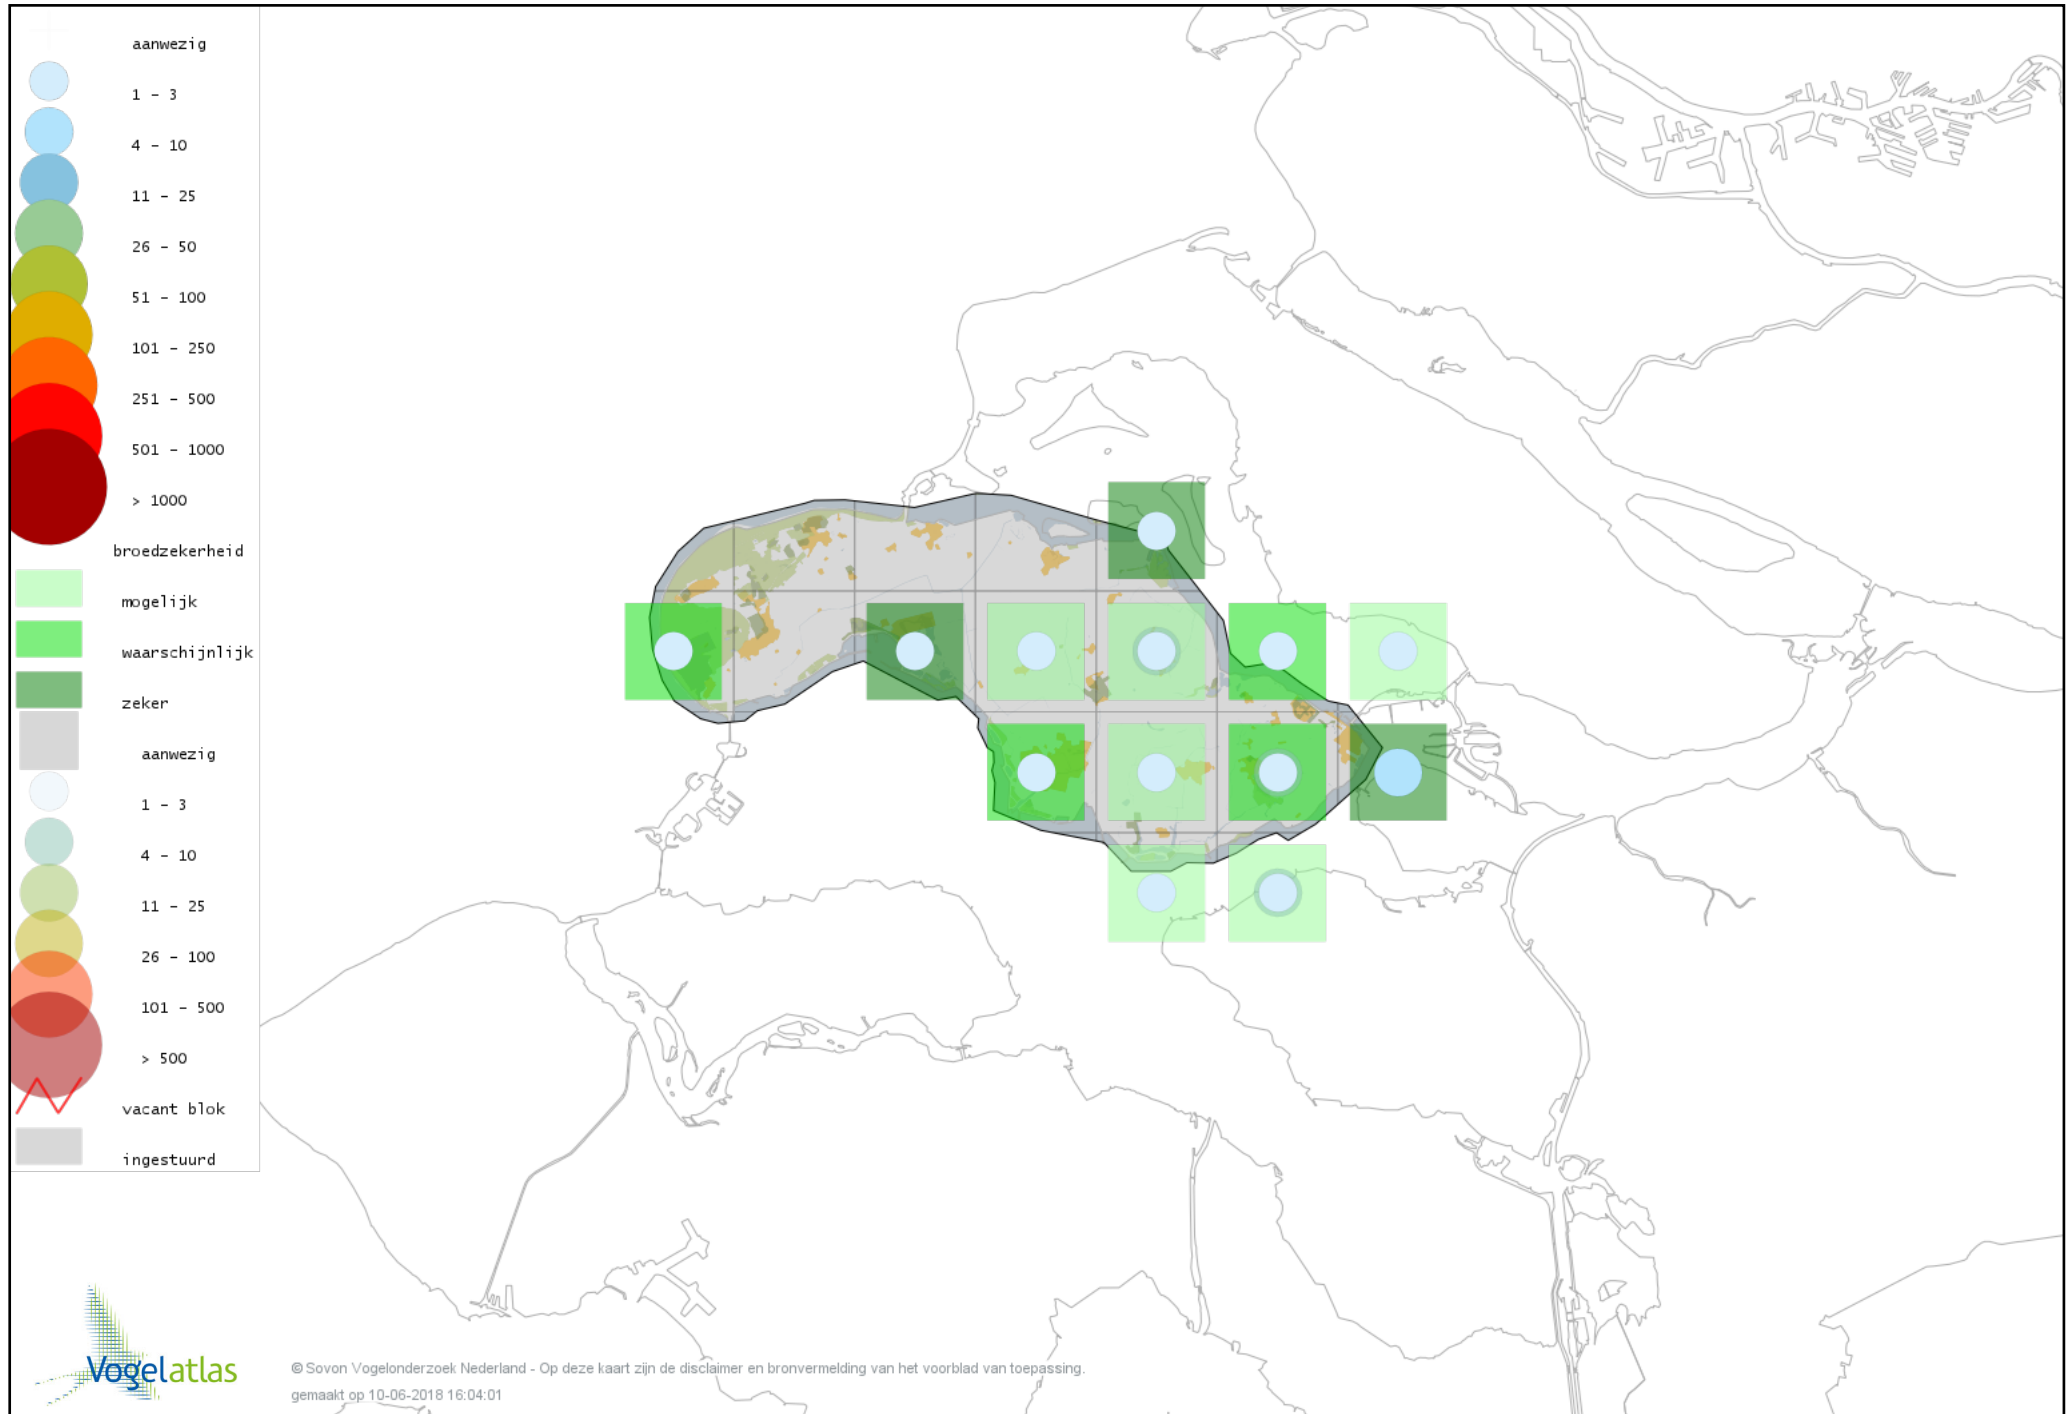 aanwezig
1 - 3
4 - 10
11 - 25
26 - 50
51 - 100
101 - 250
251 - 500
501 - 1000
> 1000
broedzekerheid
mogelijk
waarschijnlijk
zeker
aanwezig
1 - 3
4 - 10
11 - 25
26 - 100
101 - 500
> 500
vacant blok
ingestuurd
Vogelatlas
© Sovon Vogelonderzoek Nederland - Op deze kaart zijn de disclaimer en bronvermelding van het voorblad van toepassing.
gemaakt op 10-06-2018 16:04:01